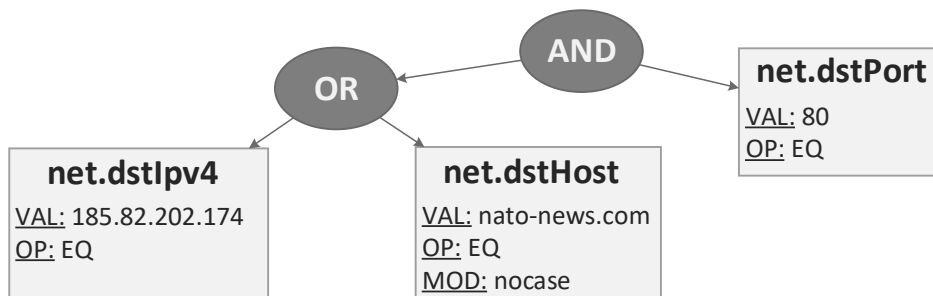 AND
OR
net.dstPort
VAL: 80
OP: EQ
net.dstIpv4
VAL: 185.82.202.174
OP: EQ
net.dstHost
VAL: nato-news.com
OP: EQ
MOD: nocase